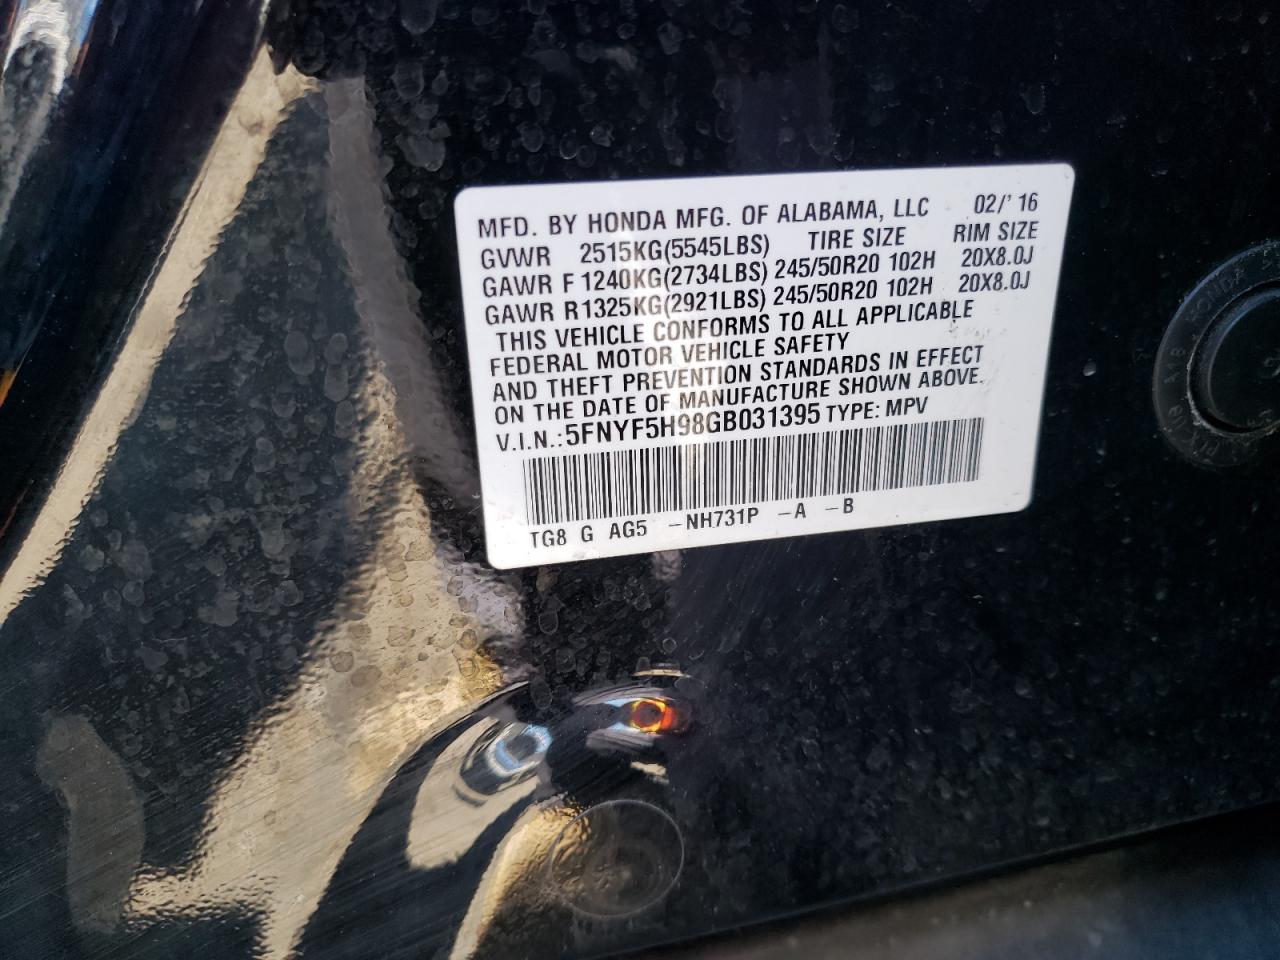 MFD. BY HONDA MFG. OF ALABAMA, LLC 02/'16
GVWR 2515KG(5545LBS) TIRE SIZE RIM SIZE
GAWR F 1240KG(2734LBS) 245/50R20 102H 20X8.0J
GAWR R1325KG(2921LBS) 245/50R20 102H 20X8.0J
THIS VEHICLE CONFORMS TO ALL APPLICABLE
FEDERAL MOTOR VEHICLE SAFETY
AND THEFT PREVENTION STANDARDS IN EFFECT
ON THE DATE OF MANUFACTURE SHOWN ABOVE.
V.I.N.:5FNYF5H98GB031395 TYPE: MPV
TG8 G AG5 -NH731P -A -B
HONDA